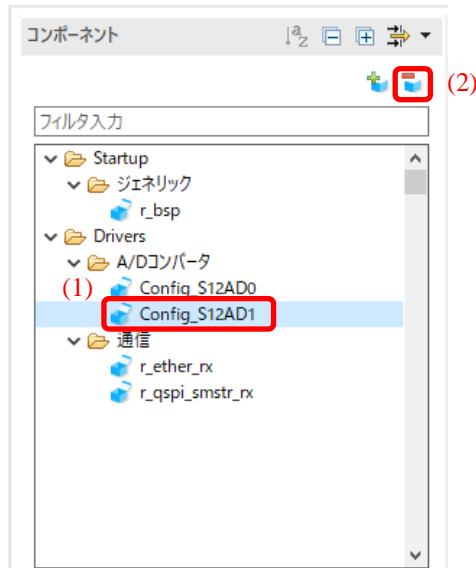 コンポーネント
(2)
フィルタ入力
Startup
ジェネリック
r_bsp
Drivers
A/Dコンバータ
(1) Config_S12AD0
Config_S12AD1
通信
r_ether_rx
r_qspi_smstr_rx